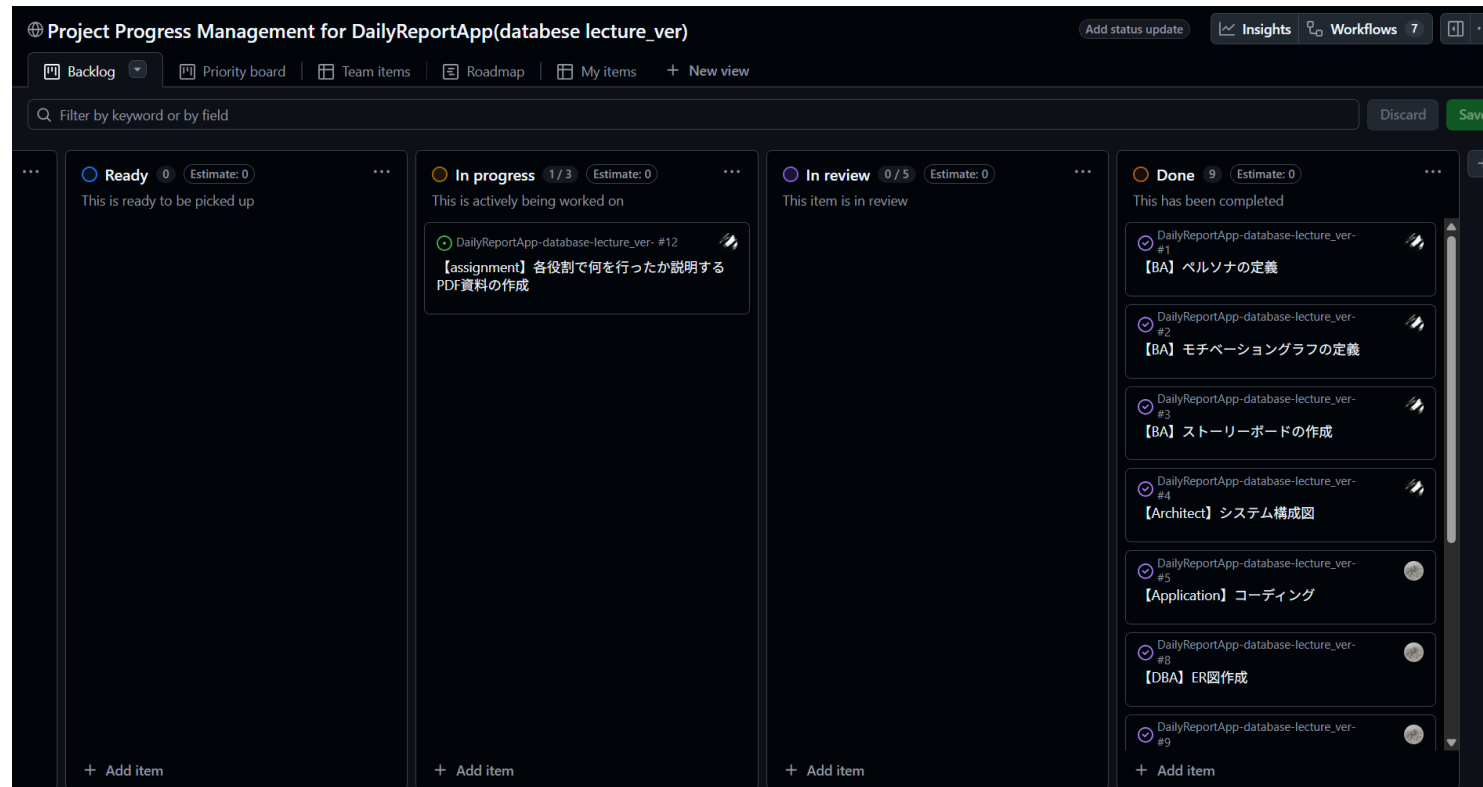 Project Progress Management for DailyReportApp(databese lecture_ver)
Add status update
Insights
Workflows 7
Backlog
Priority board
Team items
Roadmap
My items
New view
Filter by keyword or by field
Discard
Save
Ready 0 Estimate: 0
This is ready to be picked up
Add item
In progress 1 / 3 Estimate: 0
This is actively being worked on
DailyReportApp-database-lecture_ver- #12
【assignment】各役割で何を行ったか説明する
PDF資料の作成
Add item
In review 0 / 5 Estimate: 0
This item is in review
Add item
Done 9 Estimate: 0
This has been completed
DailyReportApp-database-lecture_ver-
#1
【BA】ペルソナの定義
DailyReportApp-database-lecture_ver-
#2
【BA】モチベーショングラフの定義
DailyReportApp-database-lecture_ver-
#3
【BA】ストーリーボードの作成
DailyReportApp-database-lecture_ver-
#4
【Architect】システム構成図
DailyReportApp-database-lecture_ver-
#5
【Application】コーディング
DailyReportApp-database-lecture_ver-
#8
【DBA】ER図作成
DailyReportApp-database-lecture_ver-
#9
Add item